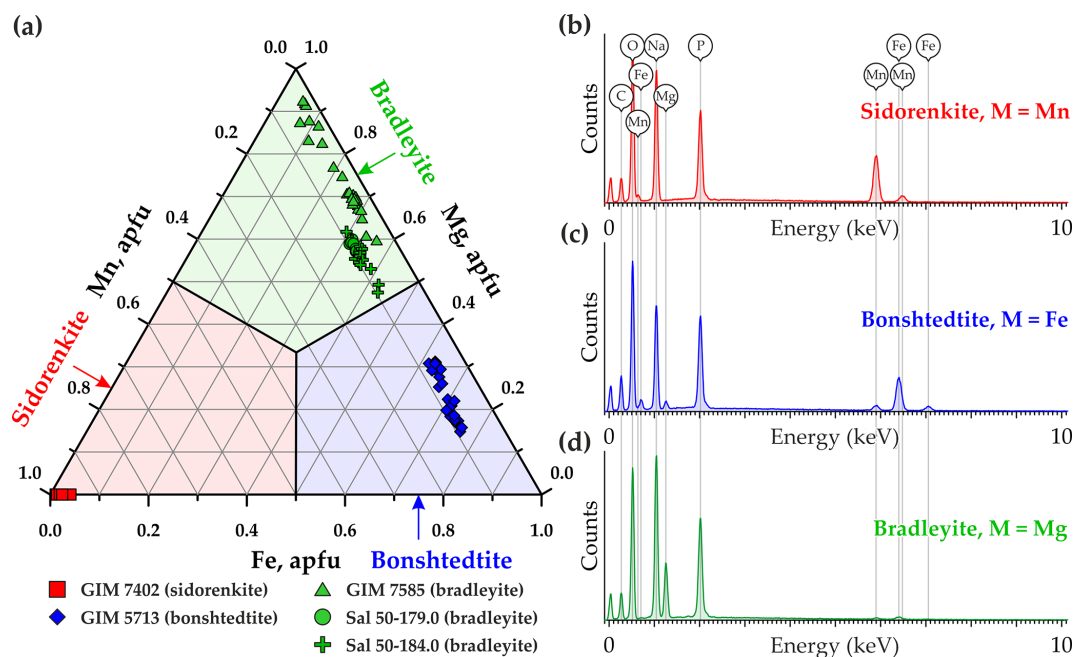 (a)
0.0 1.0
0.2
0.8
0.4
0.6
0.6
0.4
0.8
0.2
1.0
0.0
0.0
0.2
0.4
0.6
0.8
1.0
Mn, apfu
Mg, apfu
Fe, apfu
Bradleyite
Sidorenkite
Bonshtedtite
GIM 7402 (sidorenkite)
GIM 5713 (bonshtedtite)
GIM 7585 (bradleyite)
Sal 50-179.0 (bradleyite)
Sal 50-184.0 (bradleyite)
(b)
O
Na
P
Fe
Fe
Fe
Mn
Mn
C
Mg
Mn
Counts
Sidorenkite, M = Mn
0
Energy (keV)
10
(c)
Counts
Bonshtedtite, M = Fe
0
Energy (keV)
10
(d)
Counts
Bradleyite, M = Mg
0
Energy (keV)
10